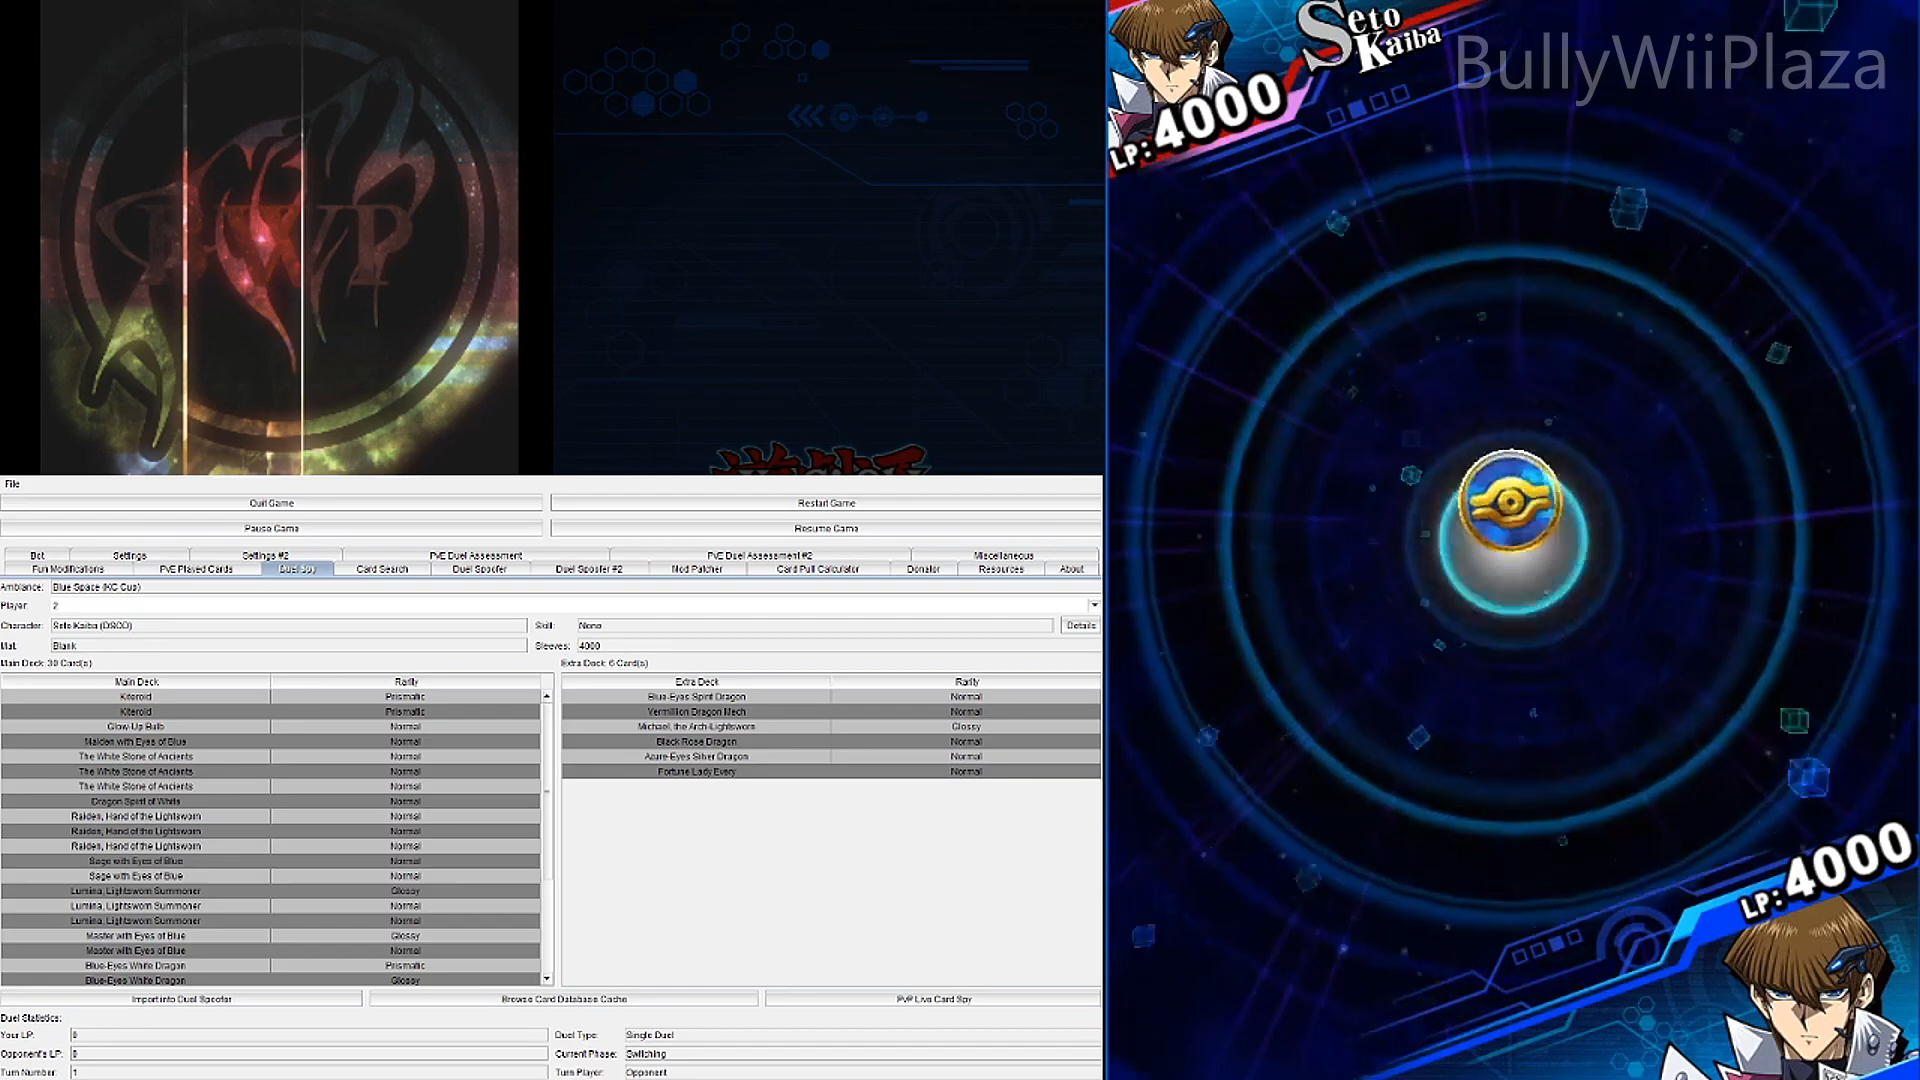 BWP
Seto
Kaiba
BullyWiiPlaza
LP: 4000
File
Quit Game
Restart Game
Pause Game
Resume Game
Bot
Settings
Settings #2
PvE Duel Assessment
PvE Duel Assessment #2
Miscellaneous
Fun Modifications
PvE Played Cards
Duel Spy
Card Search
Duel Spoofer
Duel Spoofer #2
Mod Patcher
Card Pull Calculator
Donator
Resources
About
Ambiance: Blue Space (KC Cup)
Player: 2
Character: Seto Kaiba (DSOD)
Skill: None
Details
Mat: Blank
Sleeves: 4000
Main Deck: 30 Card(s)
Extra Deck: 6 Card(s)
Main Deck Rarity
Kiteroid Prismatic
Kiteroid Prismatic
Glow-Up Bulb Normal
Maiden with Eyes of Blue Normal
The White Stone of Ancients Normal
The White Stone of Ancients Normal
The White Stone of Ancients Normal
Dragon Spirit of White Normal
Raiden, Hand of the Lightsworn Normal
Raiden, Hand of the Lightsworn Normal
Raiden, Hand of the Lightsworn Normal
Sage with Eyes of Blue Normal
Sage with Eyes of Blue Normal
Lumina, Lightsworn Summoner Glossy
Lumina, Lightsworn Summoner Normal
Lumina, Lightsworn Summoner Normal
Master with Eyes of Blue Glossy
Master with Eyes of Blue Normal
Blue-Eyes White Dragon Prismatic
Blue-Eyes White Dragon Glossy
Extra Deck Rarity
Blue-Eyes Spirit Dragon Normal
Vermillion Dragon Mech Normal
Michael, the Arch-Lightsworn Glossy
Black Rose Dragon Normal
Azure-Eyes Silver Dragon Normal
Fortune Lady Every Normal
Import into Duel Spoofer
Browse Card Database Cache
PvP Live Card Spy
Duel Statistics:
Your LP: 0
Duel Type: Single Duel
Opponent's LP: 0
Current Phase: Switching
Turn Number: 1
Turn Player: Opponent
LP: 4000